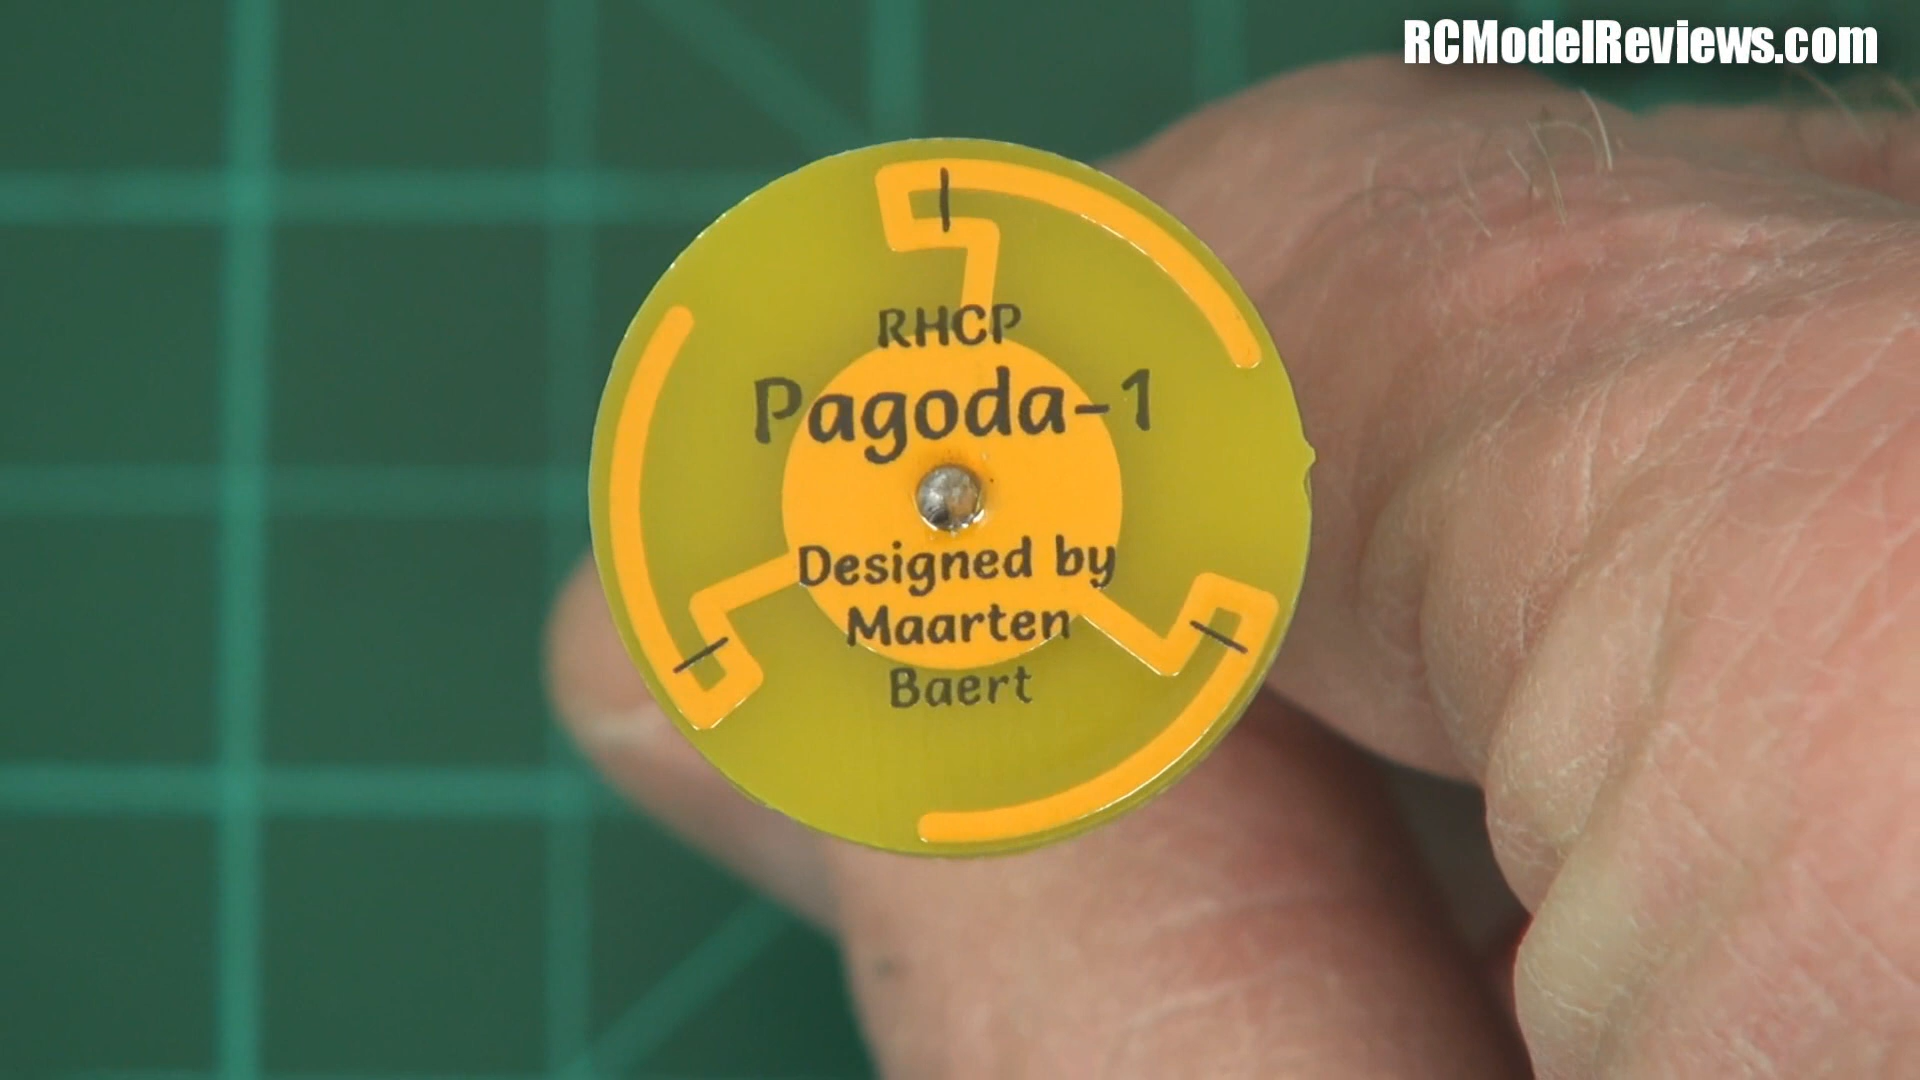 RCModelReviews.com
RHCP
Pagoda-1
Designed by
Maarten
Baert